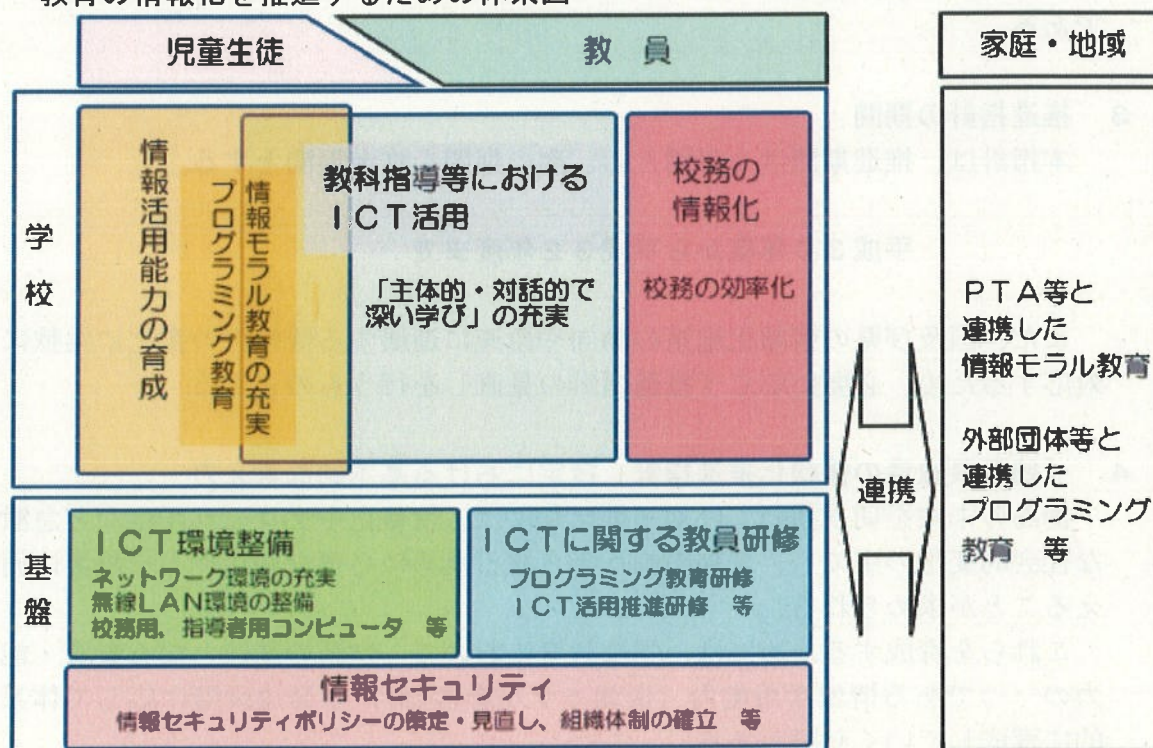 教育の情報化を推進するための体系図
児童生徒
教 員
家庭・地域
学校
情報活用能力の育成
プログラミング教育
情報モラル教育の充実
教科指導等における
ICT活用
「主体的・対話的で
深い学び」の充実
校務の
情報化
校務の効率化
基盤
ICT環境整備
ネットワーク環境の充実
無線LAN環境の整備
校務用、指導者用コンピュータ 等
ICTに関する教員研修
プログラミング教育研修
ICT活用推進研修 等
情報セキュリティ
情報セキュリティポリシーの策定・見直し、組織体制の確立 等
連携
PTA等と
連携した
情報モラル教育
外部団体等と
連携した
プログラミング
教育 等